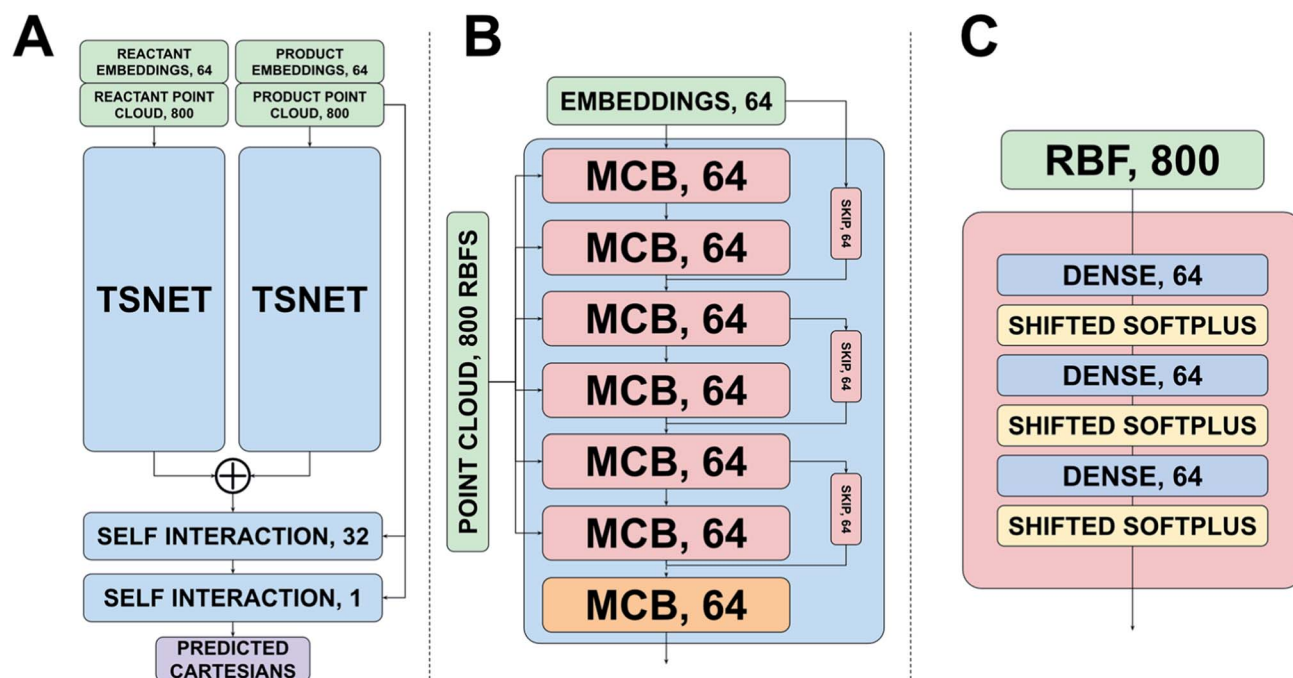 A
REACTANT
EMBEDDINGS, 64
PRODUCT
EMBEDDINGS, 64
REACTANT POINT
CLOUD, 800
PRODUCT POINT
CLOUD, 800
TSNET
TSNET
SELF INTERACTION, 32
SELF INTERACTION, 1
PREDICTED
CARTESIANS
B
EMBEDDINGS, 64
POINT CLOUD, 800 RBFS
MCB, 64
MCB, 64
MCB, 64
MCB, 64
MCB, 64
MCB, 64
MCB, 64
SKIP, 64
SKIP, 64
SKIP, 64
C
RBF, 800
DENSE, 64
SHIFTED SOFTPLUS
DENSE, 64
SHIFTED SOFTPLUS
DENSE, 64
SHIFTED SOFTPLUS